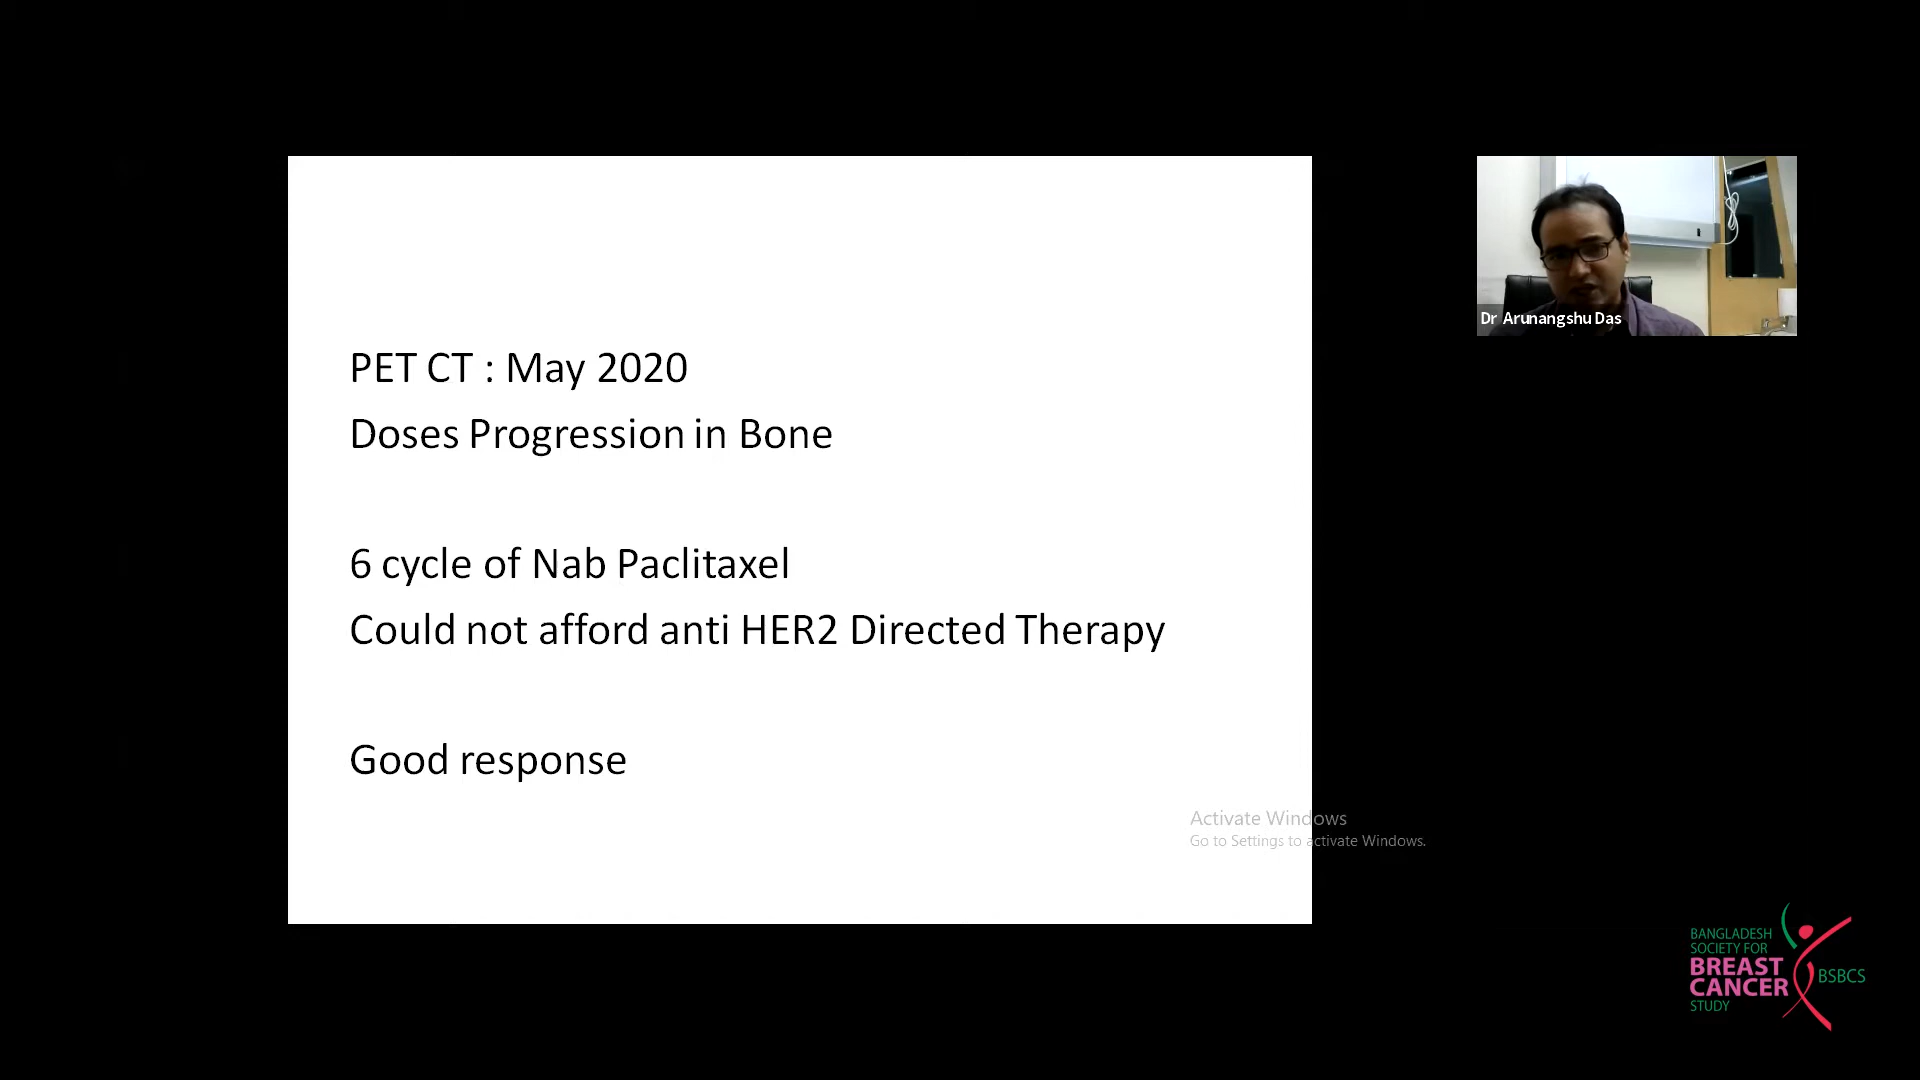 PET CT : May 2020
Doses Progression in Bone
6 cycle of Nab Paclitaxel
Could not afford anti HER2 Directed Therapy
Good response
Dr Arunangshu Das
Activate Windows
Go to Settings to activate Windows.
BANGLADESH
SOCIETY FOR
BREAST
CANCER
STUDY
BSBCS